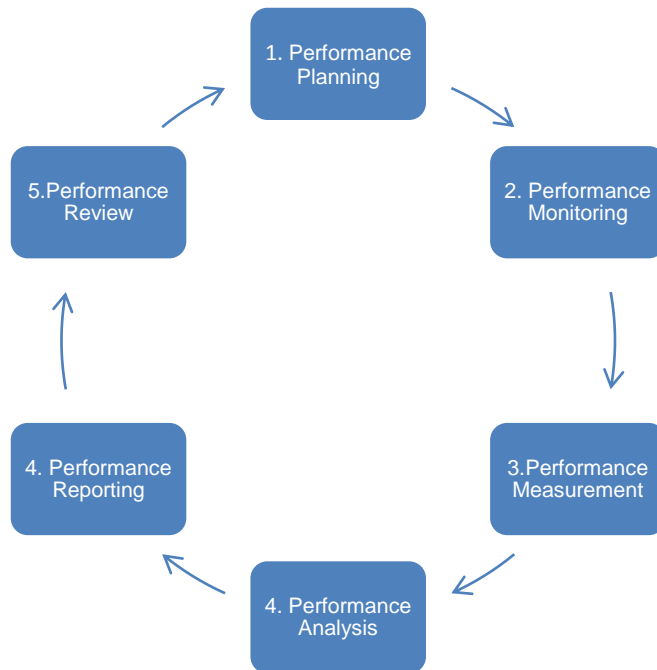 1. Performance
Planning
2. Performance
Monitoring
3.Performance
Measurement
4. Performance
Analysis
4. Performance
Reporting
5.Performance
Review